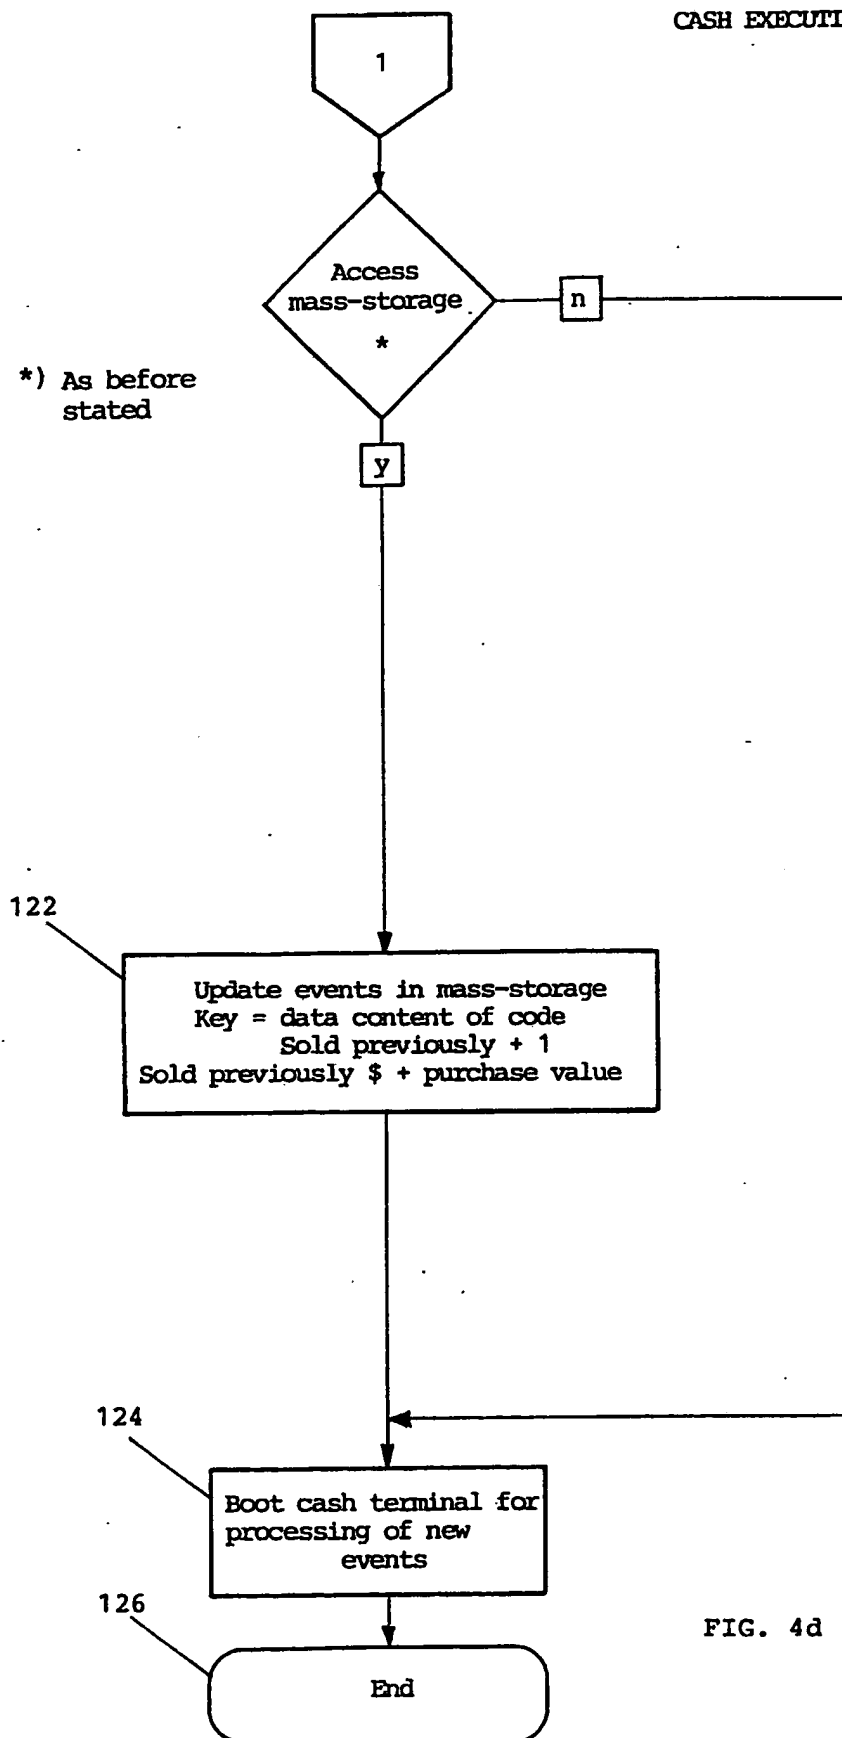 CASH EXECUTI
1
Access
mass-storage
*
n
*) As before
stated
y
122
Update events in mass-storage
Key = data content of code
Sold previously + 1
Sold previously $ + purchase value
124
Boot cash terminal for
processing of new
events
126
End
FIG. 4d